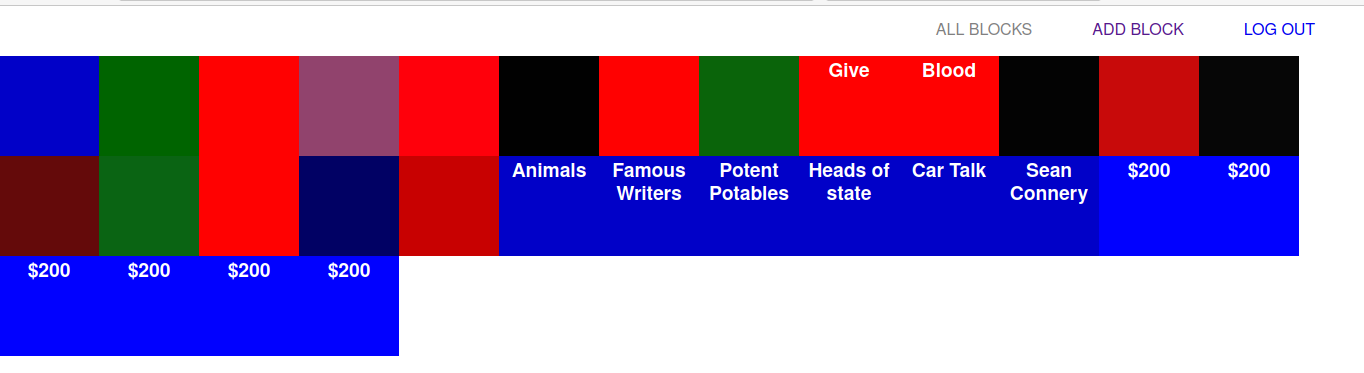 ALL BLOCKS ADD BLOCK LOG OUT
Give Blood
Animals Famous Potent Heads of Car Talk Sean $200 $200
Writers Potables state Connery
$200 $200 $200 $200